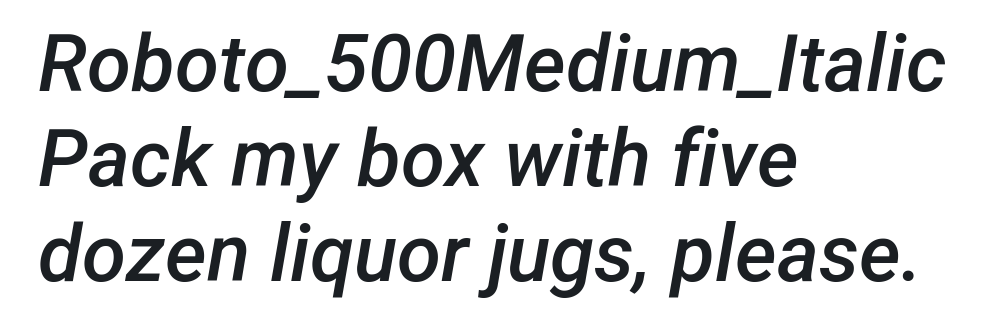 Roboto_500Medium_Italic
Pack my box with five
dozen liquor jugs, please.